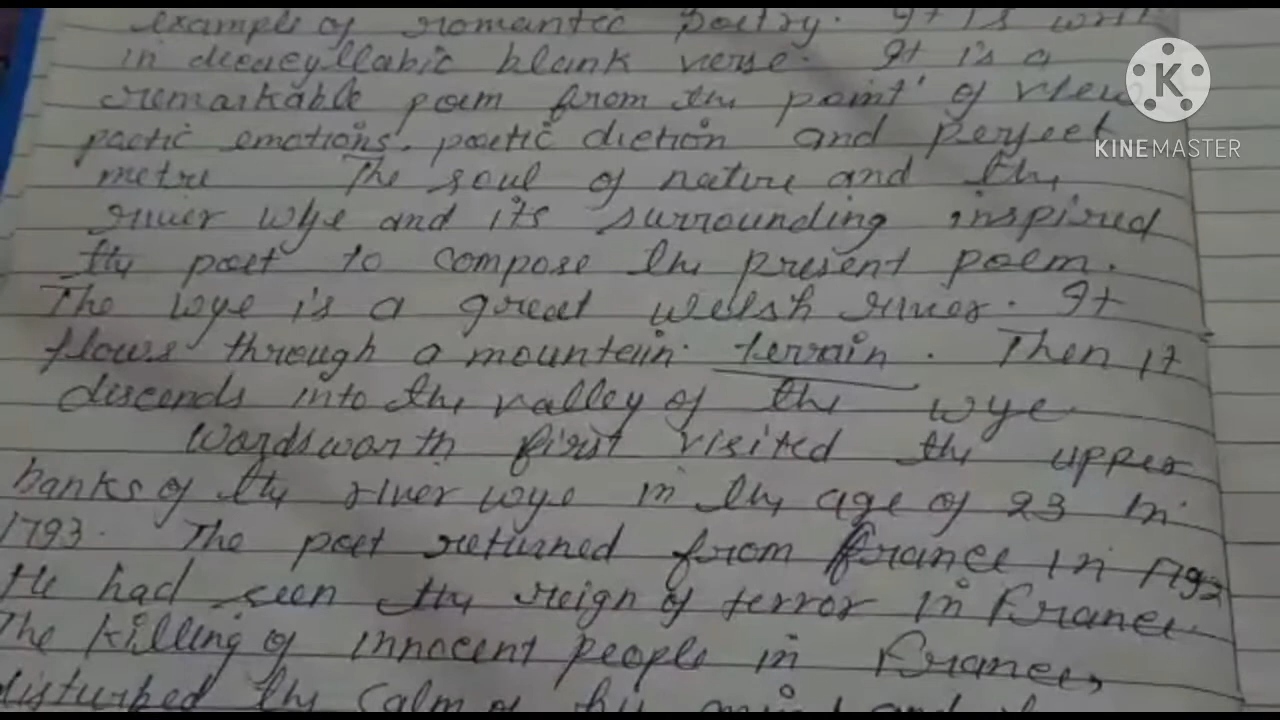 example of romantic poetry. It is writ
in decacyllabic blank verse. It is a
remarkable poem from the point of view
poetic emotions. poetic diction and perfect
metre The soul of nature and the
river wye and its surrounding inspired
the poet to compose the present poem.
The wye is a great welsh river. It
flows through a mountain terrain. Then it
discends into the valley of the wye
Wordsworth first visited the upper
banks of the river wye in the age of 23 in
1793. The poet returned from France in 1792
He had seen the reign of terror in France
The killing of innocent people in France,
disturbed the calm of his mind and
KINEMASTER